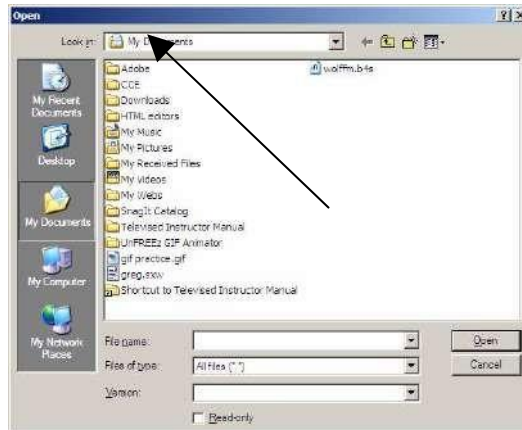 Open
Look in: My Documents
My Recent
Documents
Desktop
My Documents
My Computer
My Network
Places
Adobe
CCE
Downloads
HTML editors
My Music
My Pictures
My Received Files
My Videos
My Webs
SnagIt Catalog
Televised Instructor Manual
UnFREEz GIF Animator
gif practice.gif
greg.sxw
Shortcut to Televised Instructor Manual
wolffm.b4s
File name:
Open
Files of type: All files (*.*)
Cancel
Version:
Read-only